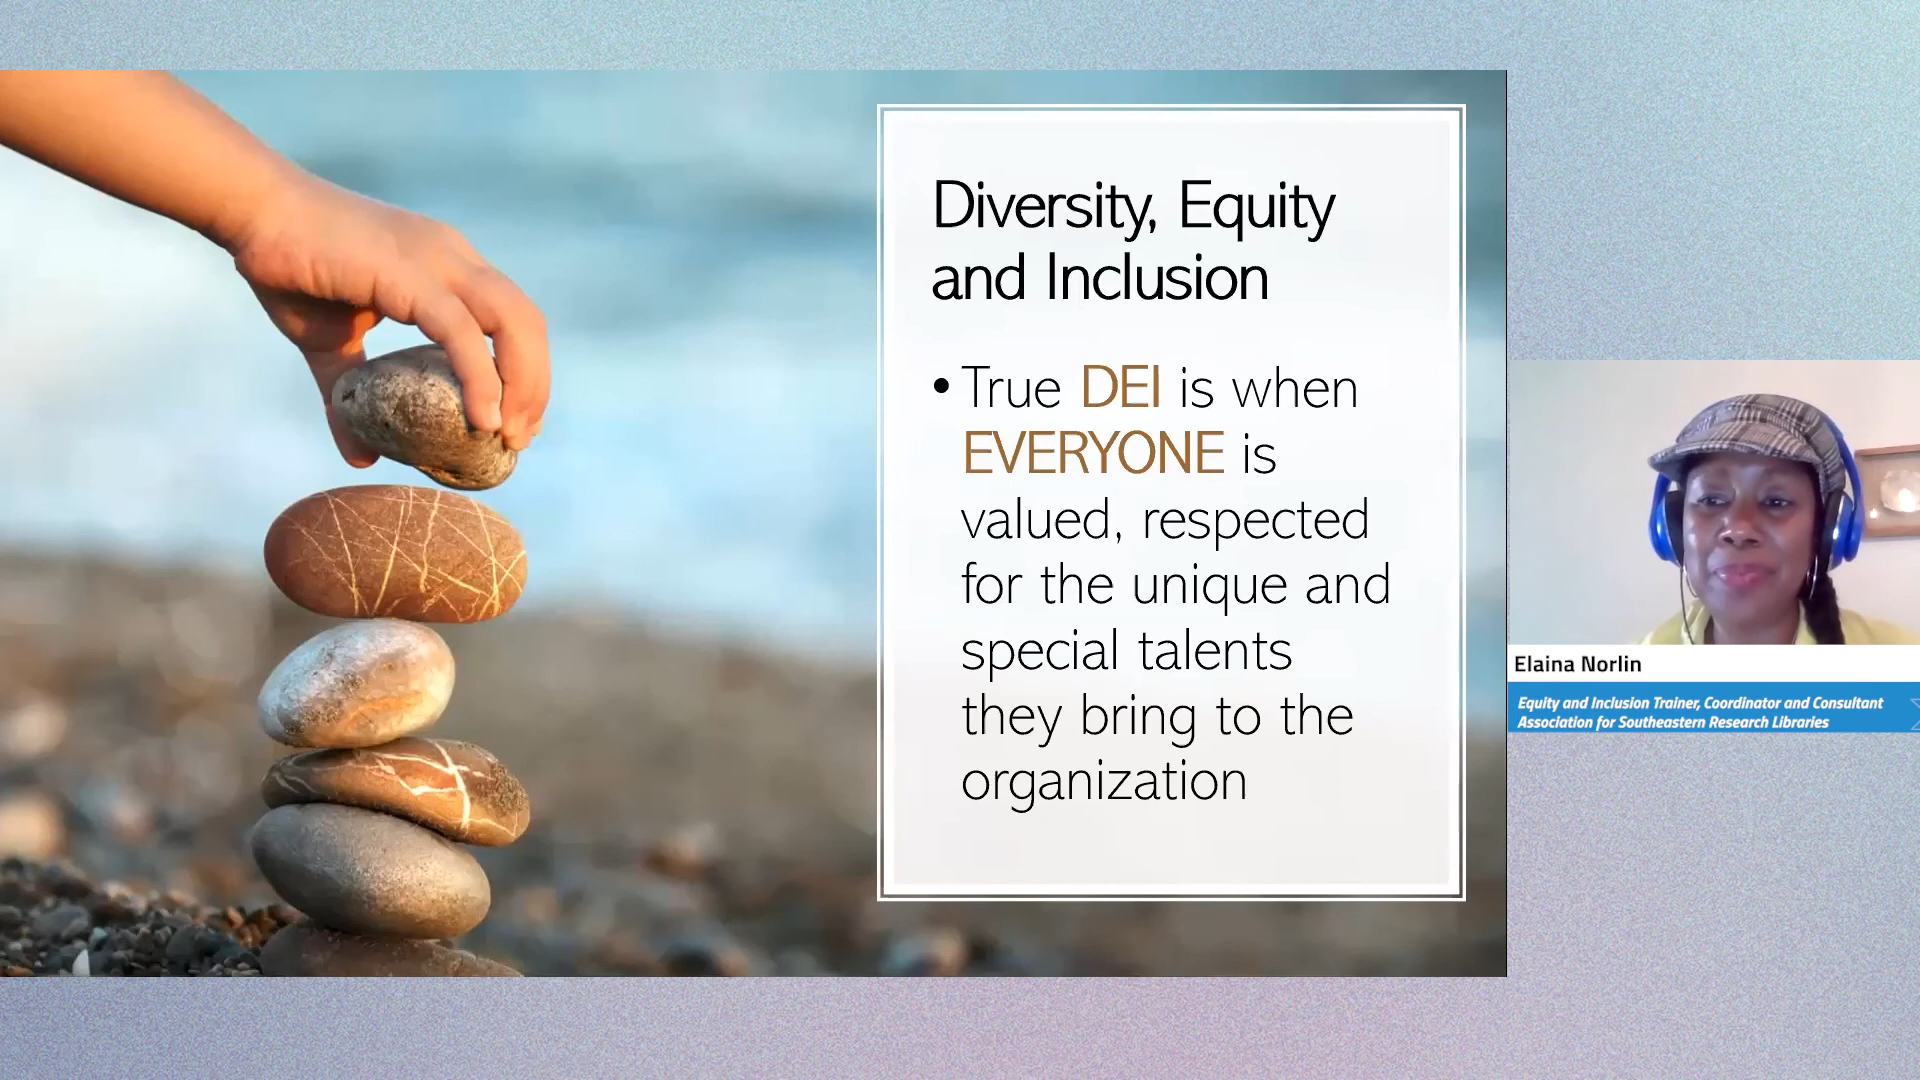 Diversity, Equity
and Inclusion
• True DEI is when
EVERYONE is
valued, respected
for the unique and
special talents
they bring to the
organization
Elaina Norlin
Equity and Inclusion Trainer, Coordinator and Consultant
Association for Southeastern Research Libraries